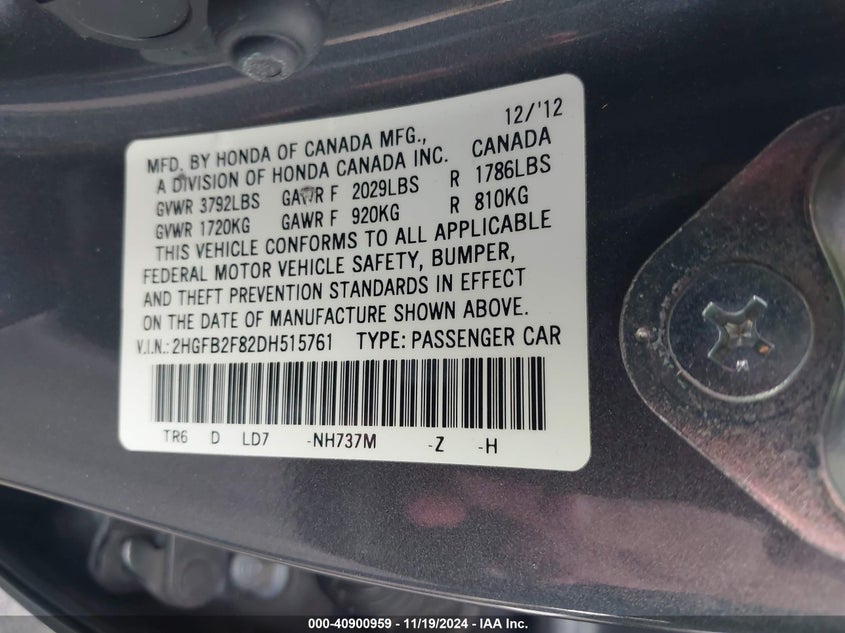 12/'12
MFD. BY HONDA OF CANADA MFG., CANADA
A DIVISION OF HONDA CANADA INC.
GVWR 3792LBS GAWR F 2029LBS R 1786LBS
GVWR 1720KG GAWR F 920KG R 810KG
THIS VEHICLE CONFORMS TO ALL APPLICABLE
FEDERAL MOTOR VEHICLE SAFETY, BUMPER,
AND THEFT PREVENTION STANDARDS IN EFFECT
ON THE DATE OF MANUFACTURE SHOWN ABOVE.
V.I.N.: 2HGFB2F82DH515761 TYPE: PASSENGER CAR
TR6 D LD7 -NH737M -Z -H
000-40900959 - 11/19/2024 - IAA Inc.